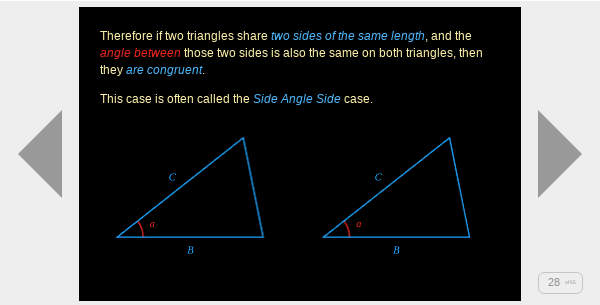 Therefore if two triangles share two sides of the same length, and the
angle between those two sides is also the same on both triangles, then
they are congruent.
This case is often called the Side Angle Side case.
C
C
a
a
B
B
28